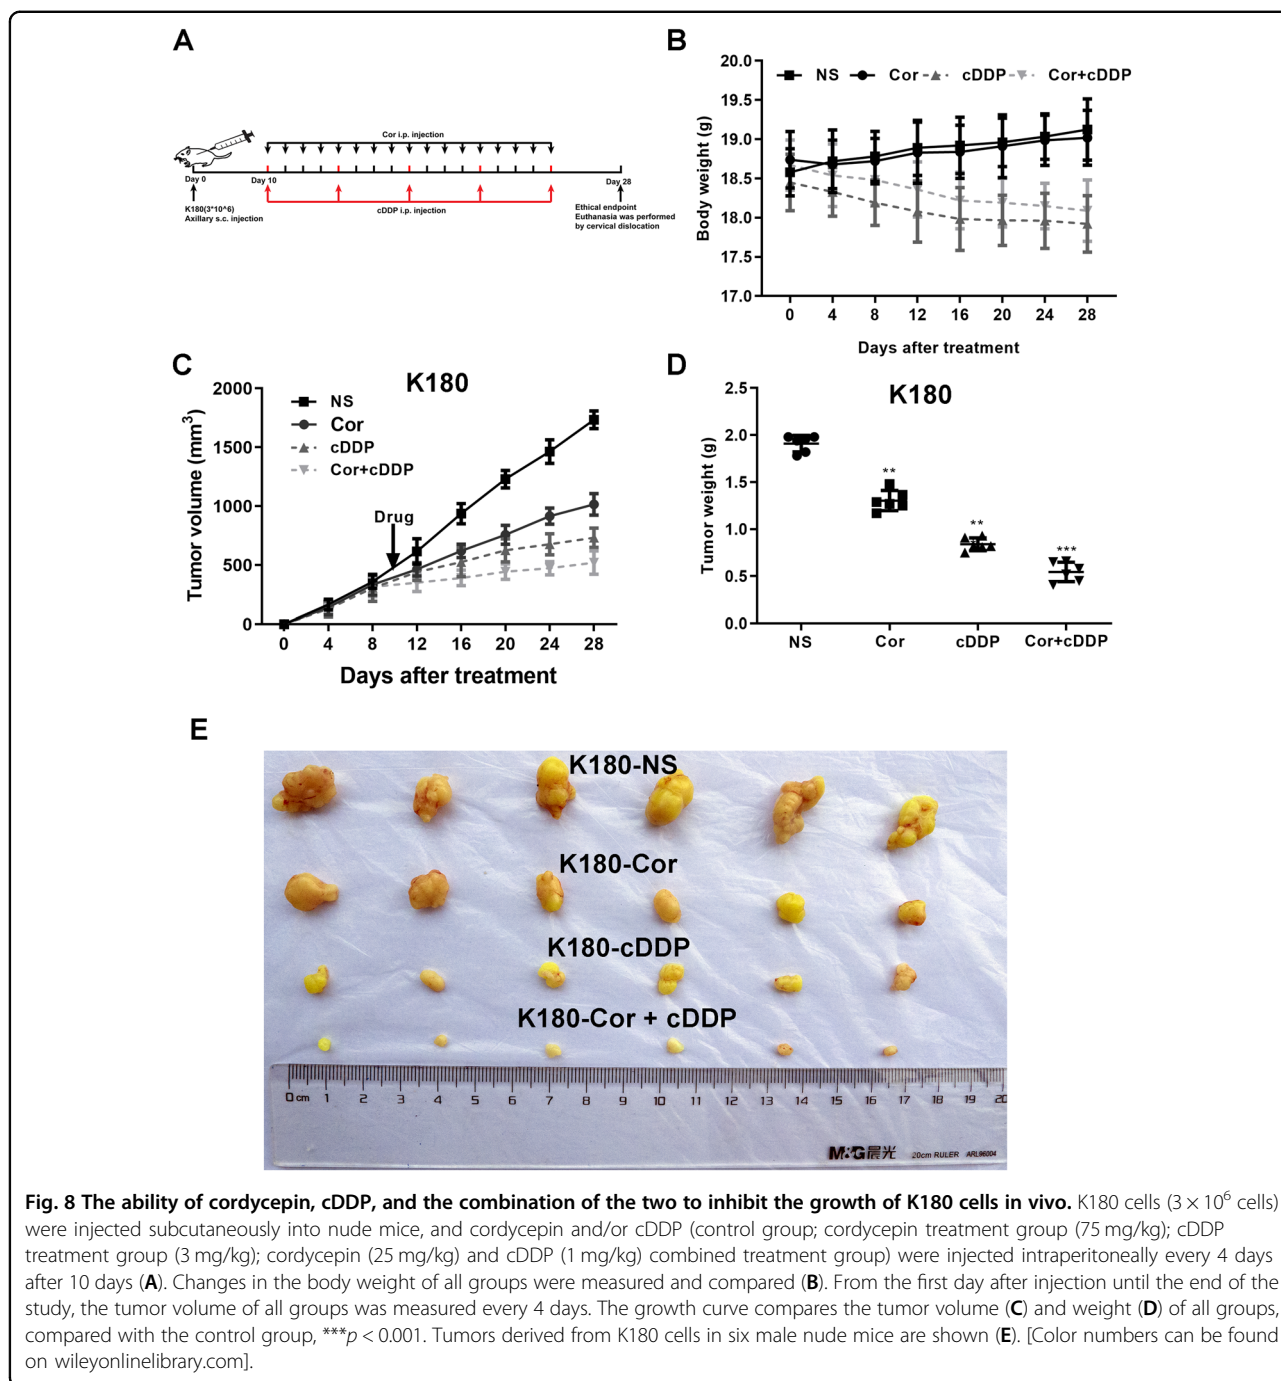 A
Cor i.p. injection
Day 0
Day 10
Day 28
K180(3*10^6)
Axillary s.c. injection
cDDP i.p. injection
Ethical endpoint
Euthanasia was performed
by cervical dislocation
B
NS Cor cDDP Cor+cDDP
Body weight (g)
20.0
19.5
19.0
18.5
18.0
17.5
17.0
0 4 8 12 16 20 24 28
Days after treatment
C
K180
NS
Cor
cDDP
Cor+cDDP
Drug
Tumor volume (mm³)
2000
1500
1000
500
0
0 4 8 12 16 20 24 28
Days after treatment
D
K180
Tumor weight (g)
2.5
2.0
1.5
1.0
0.5
0.0
**
**
***
NS Cor cDDP Cor+cDDP
E
K180-NS
K180-Cor
K180-cDDP
K180-Cor + cDDP
0 cm 1 2 3 4 5 6 7 8 9 10 11 12 13 14 15 16 17 18 19 20
M&G晨光 20cm RULER ARL96004
Fig. 8 The ability of cordycepin, cDDP, and the combination of the two to inhibit the growth of K180 cells in vivo. K180 cells (3 × 10⁶ cells)
were injected subcutaneously into nude mice, and cordycepin and/or cDDP (control group; cordycepin treatment group (75 mg/kg); cDDP
treatment group (3 mg/kg); cordycepin (25 mg/kg) and cDDP (1 mg/kg) combined treatment group) were injected intraperitoneally every 4 days
after 10 days (A). Changes in the body weight of all groups were measured and compared (B). From the first day after injection until the end of the
study, the tumor volume of all groups was measured every 4 days. The growth curve compares the tumor volume (C) and weight (D) of all groups,
compared with the control group, ***p < 0.001. Tumors derived from K180 cells in six male nude mice are shown (E). [Color numbers can be found
on wileyonlinelibrary.com].